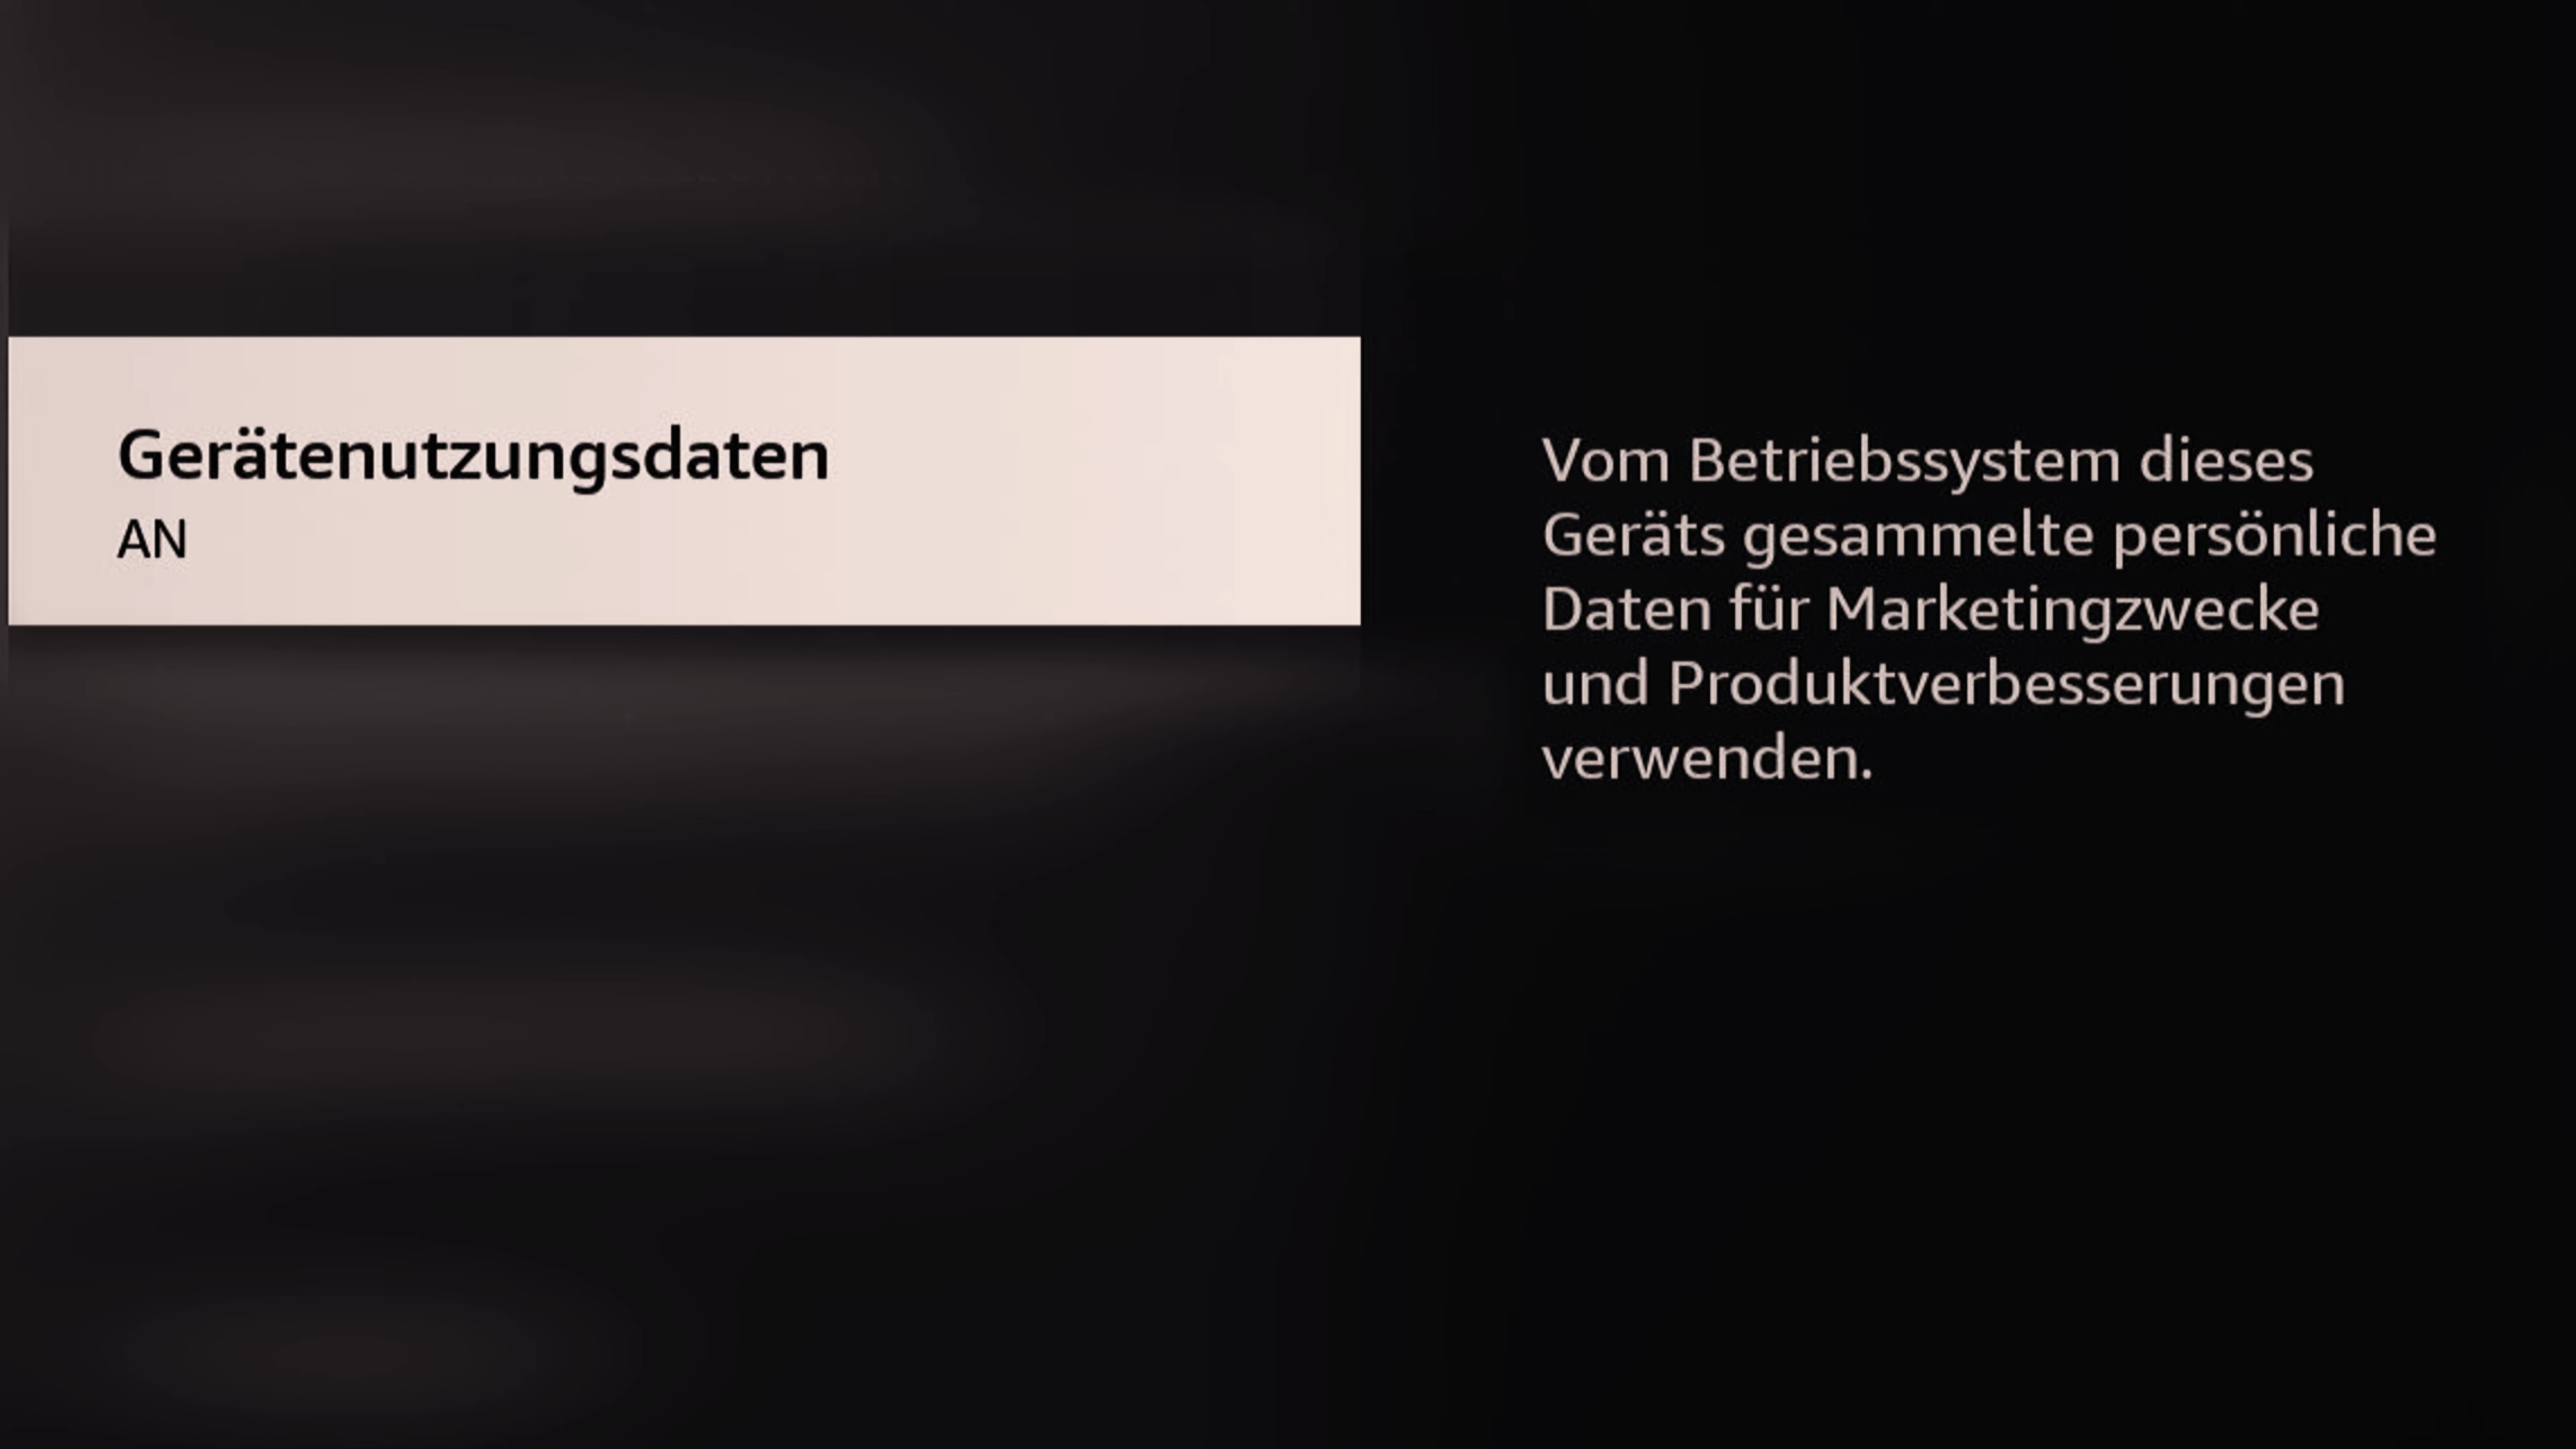 Gerätenutzungsdaten
AN
Vom Betriebssystem dieses
Geräts gesammelte persönliche
Daten für Marketingzwecke
und Produktverbesserungen
verwenden.